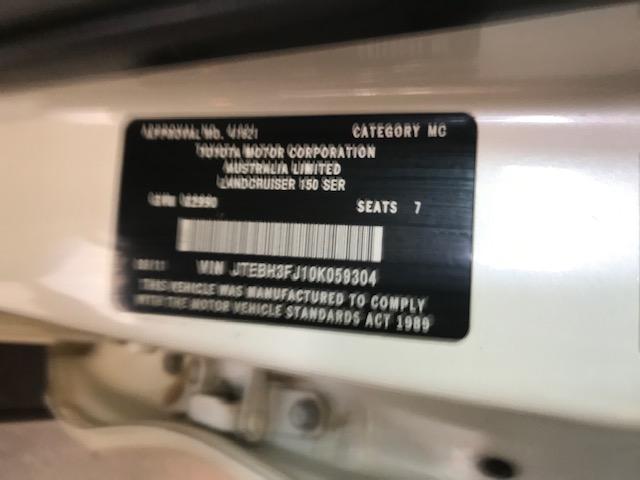 APPROVAL NO. CATEGORY MC
TOYOTA MOTOR CORPORATION
AUSTRALIA LIMITED
LANDCRUISER 150 SER
SEATS 7
VIN JTEBH3FJ10K059304
THIS VEHICLE WAS MANUFACTURED TO COMPLY
WITH THE MOTOR VEHICLE STANDARDS ACT 1989